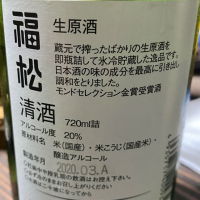 福松
生原酒
蔵元で搾ったばかりの生原酒を
即瓶詰して氷冷貯蔵した逸品です。
日本酒の味の成分を最高に引き出し
調和をとりました。
モンドセレクション金賞受賞酒
清酒
720ml詰
アルコール度 20%
米(国産)・米こうじ(国産米)・
醸造アルコール
製造年月 2020.03.A